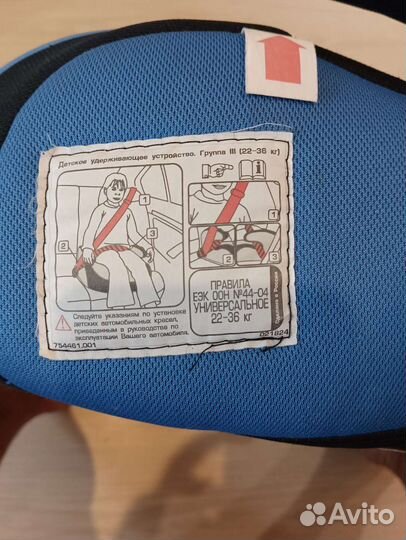 Детское удерживающее устройство. Группа III (22-36 кг)
1
2
3
1
2
3
ПРАВИЛА
ЕЭК ООН №44-04
УНИВЕРСАЛЬНОЕ
22-36 кг
Сделано в России
Следуйте указаниям по установке
детских автомобильных кресел,
приведенным в руководстве по
эксплуатации Вашего автомобиля.
754461.001
021824
Avito